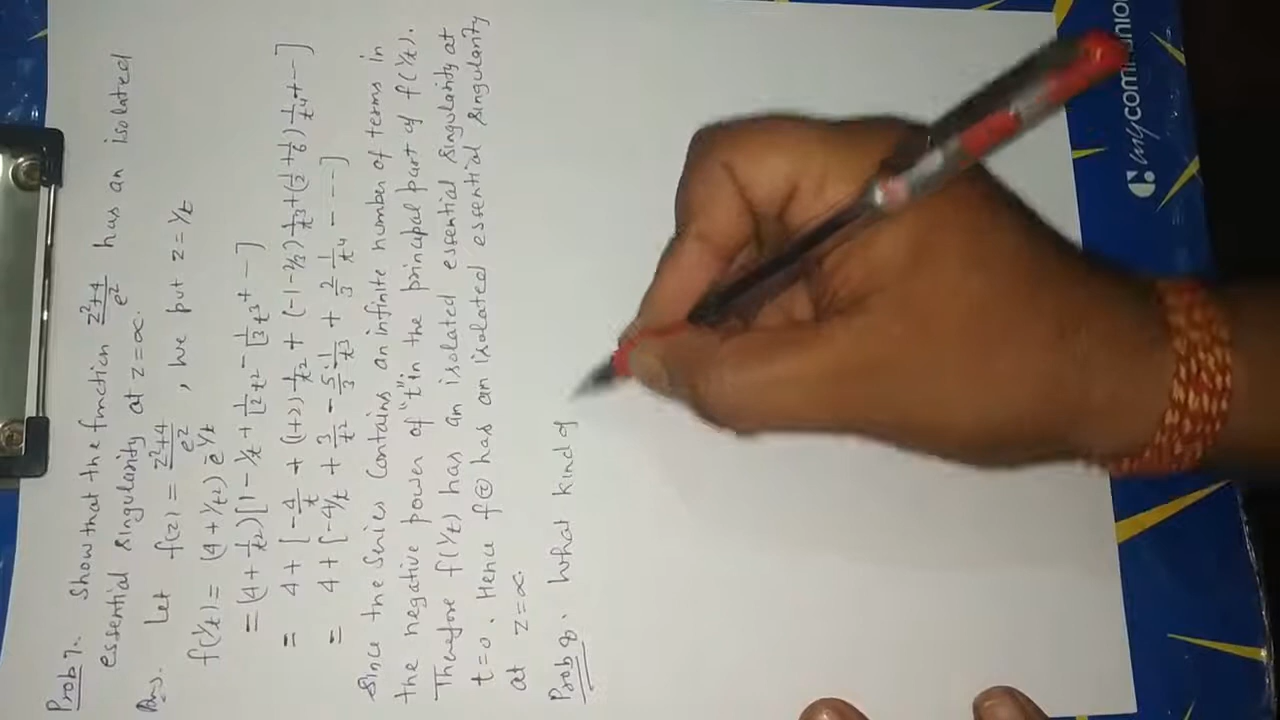 Prob 7. Show that the function z²+4/e^z has an isolated
essential singularity at z=∞.
Ans. Let f(z) = z²+4/e^z , we put z = 1/t
f(1/t) = (4+1/t²) e^-1/t
= (4+1/t²)[1-1/t+1/⌊2 t²-1/⌊3 t³+--]
= 4+[-4/t+(1+2)1/t²+(-1-2/3)1/t³+(1/2+1/6)1/t⁴+--]
= 4+[-4/t+3/t²-5/3 1/t³+2/3 1/t⁴----]
Since the series contains an infinite number of terms in
the negative power of "t" in the principal part of f(1/t).
Therefore f(1/t) has an isolated essential singularity at
t=0. Hence f(z) has an isolated essential singularity
at z=∞.
Prob 8. What kind of
mycompanion